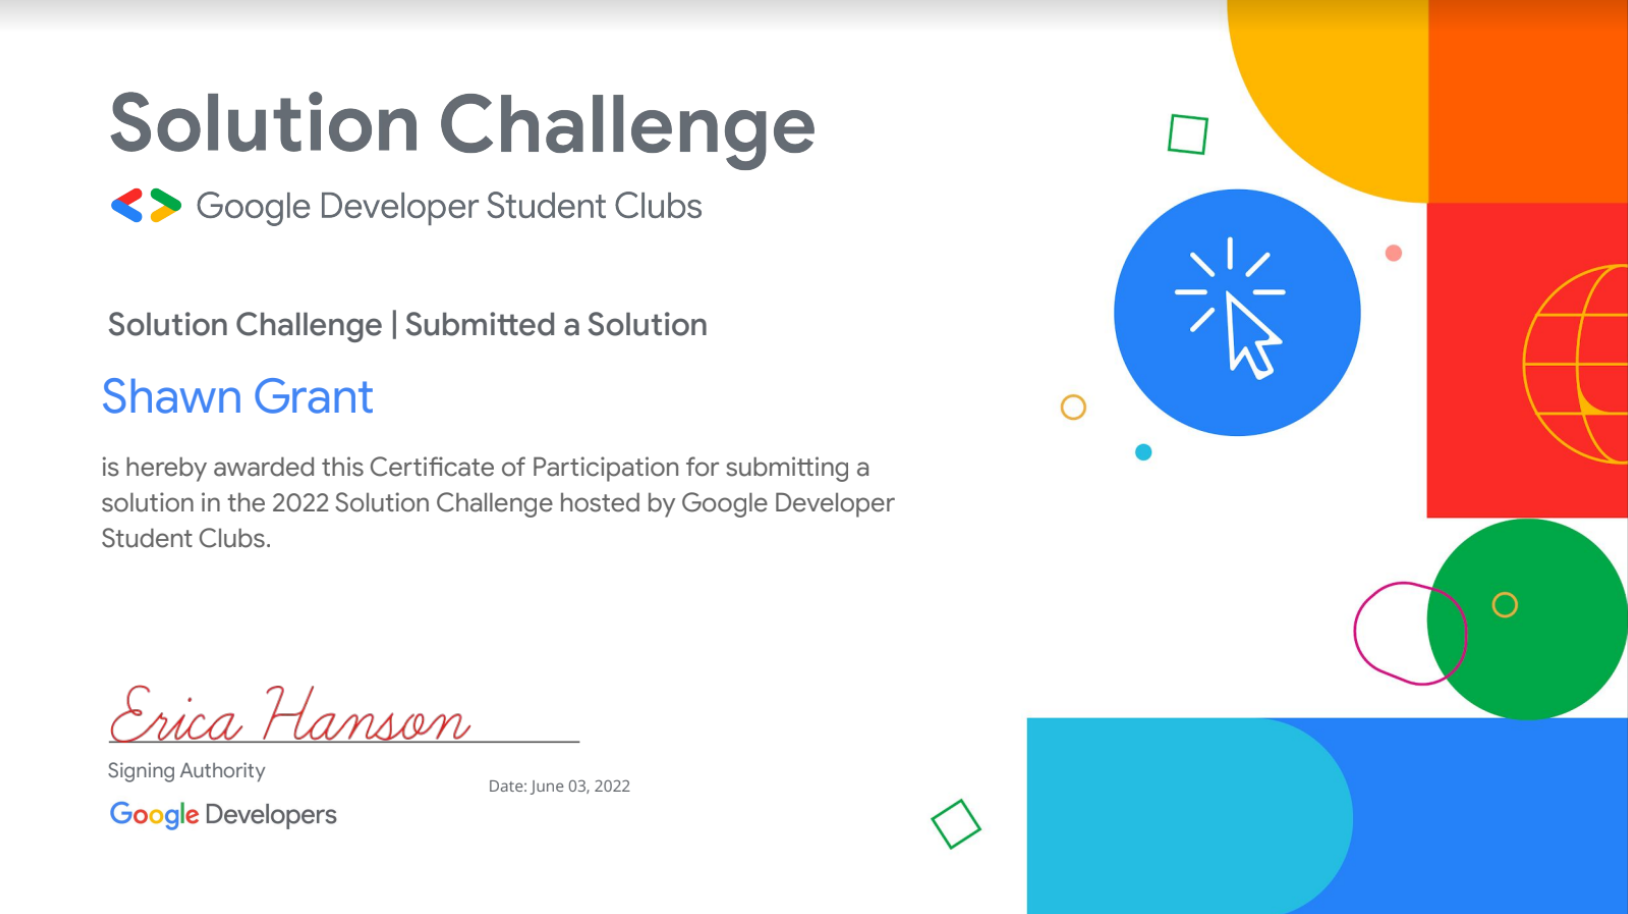 Solution Challenge
Google Developer Student Clubs
Solution Challenge | Submitted a Solution
Shawn Grant
is hereby awarded this Certificate of Participation for submitting a
solution in the 2022 Solution Challenge hosted by Google Developer
Student Clubs.
Erica Hanson
Signing Authority
Date: June 03, 2022
Google Developers